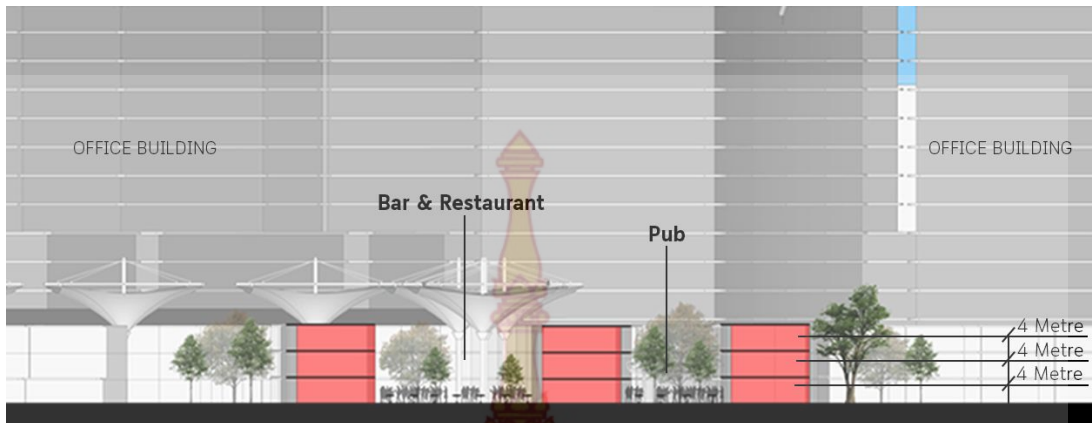 OFFICE BUILDING
OFFICE BUILDING
Bar & Restaurant
Pub
4 Metre
4 Metre
4 Metre